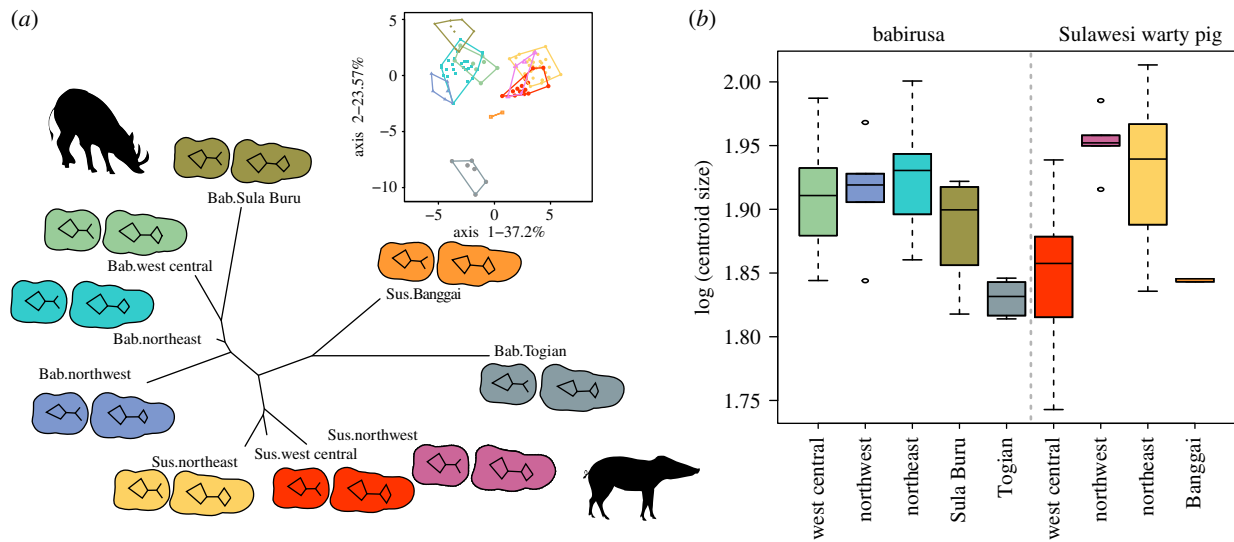 (a)
5
0
−5
−10
axis 2−23.57%
−5
0
5
axis 1−37.2%
Bab.Sula Buru
Bab.west central
Sus.Banggai
Bab.northeast
Bab.Togian
Bab.northwest
Sus.northwest
Sus.west central
Sus.northeast
(b)
babirusa
Sulawesi warty pig
2.00
1.95
1.90
1.85
1.80
1.75
log (centroid size)
west central
northwest
northeast
Sula Buru
Togian
west central
northwest
northeast
Banggai